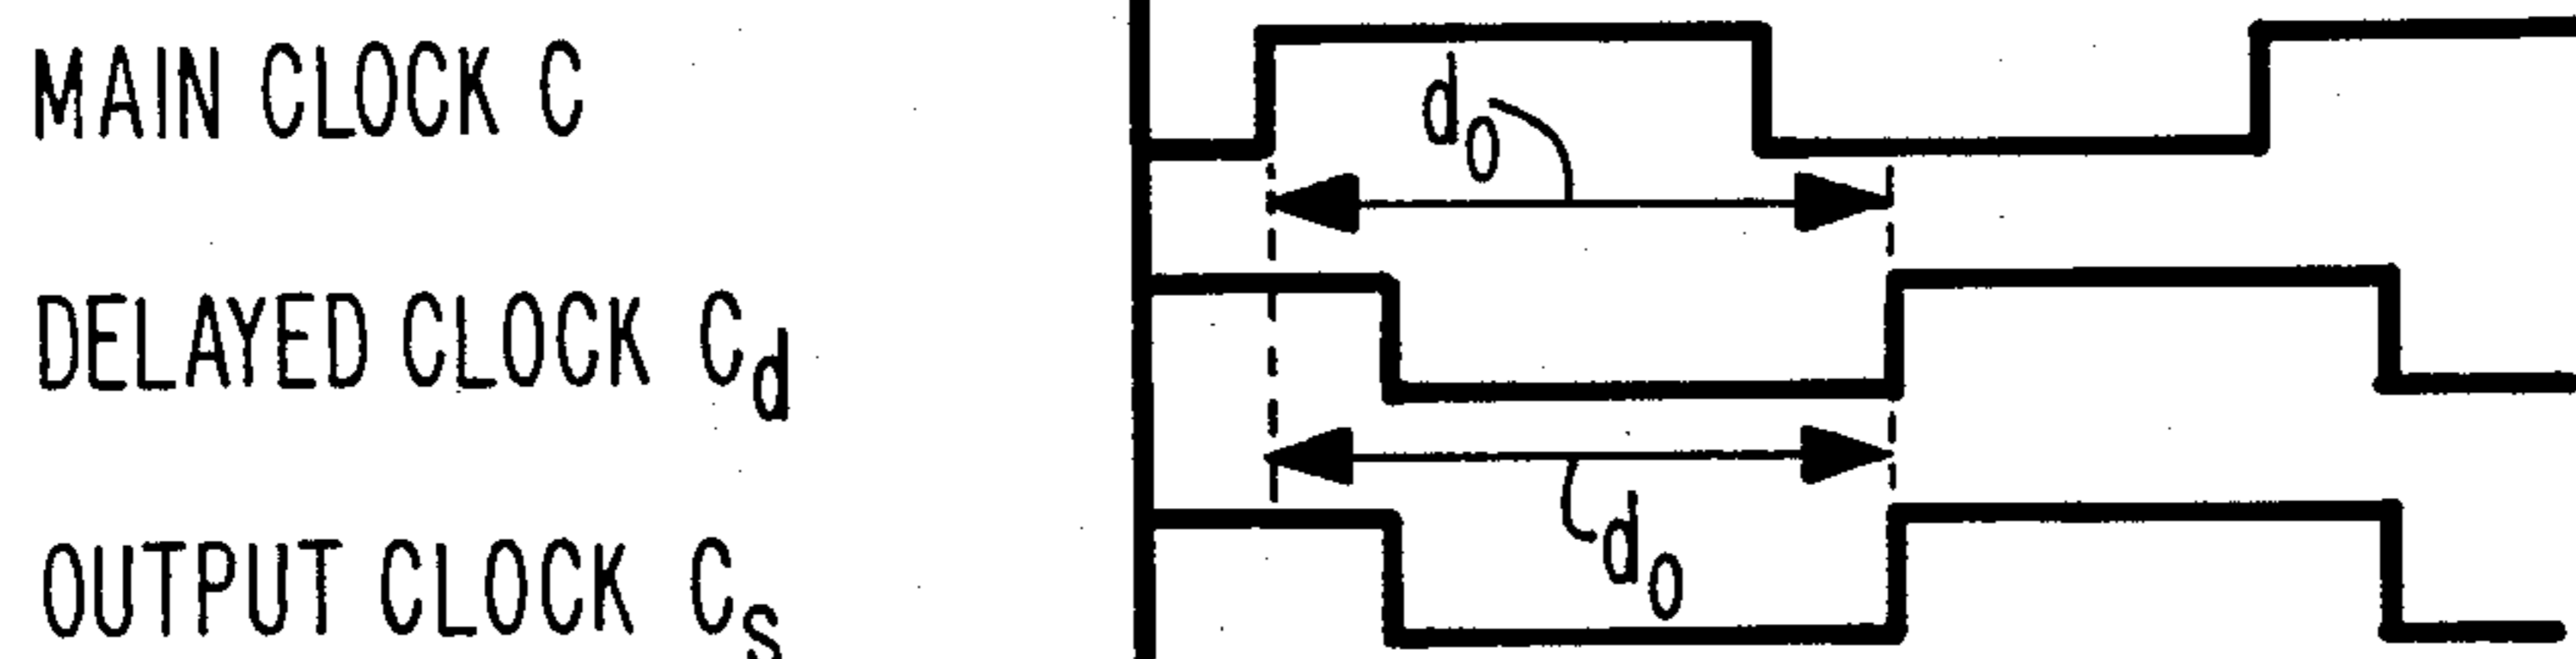 MAIN CLOCK C
d0
DELAYED CLOCK Cd
d0
OUTPUT CLOCK Cs